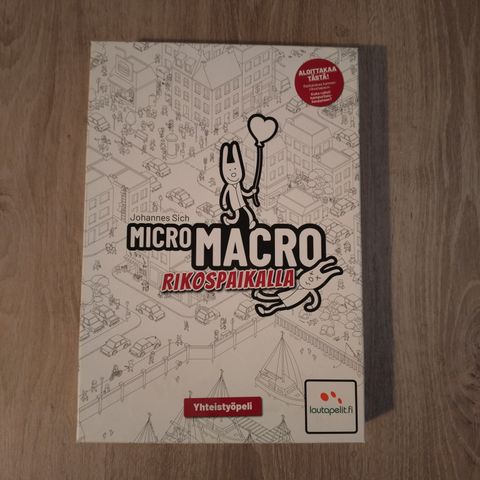 ALOITTAKAA
TÄSTÄ!
Johannes Sich
MICRO MACRO
RIKOSPAIKALLA
Yhteistyöpeli
lautapelit.fi